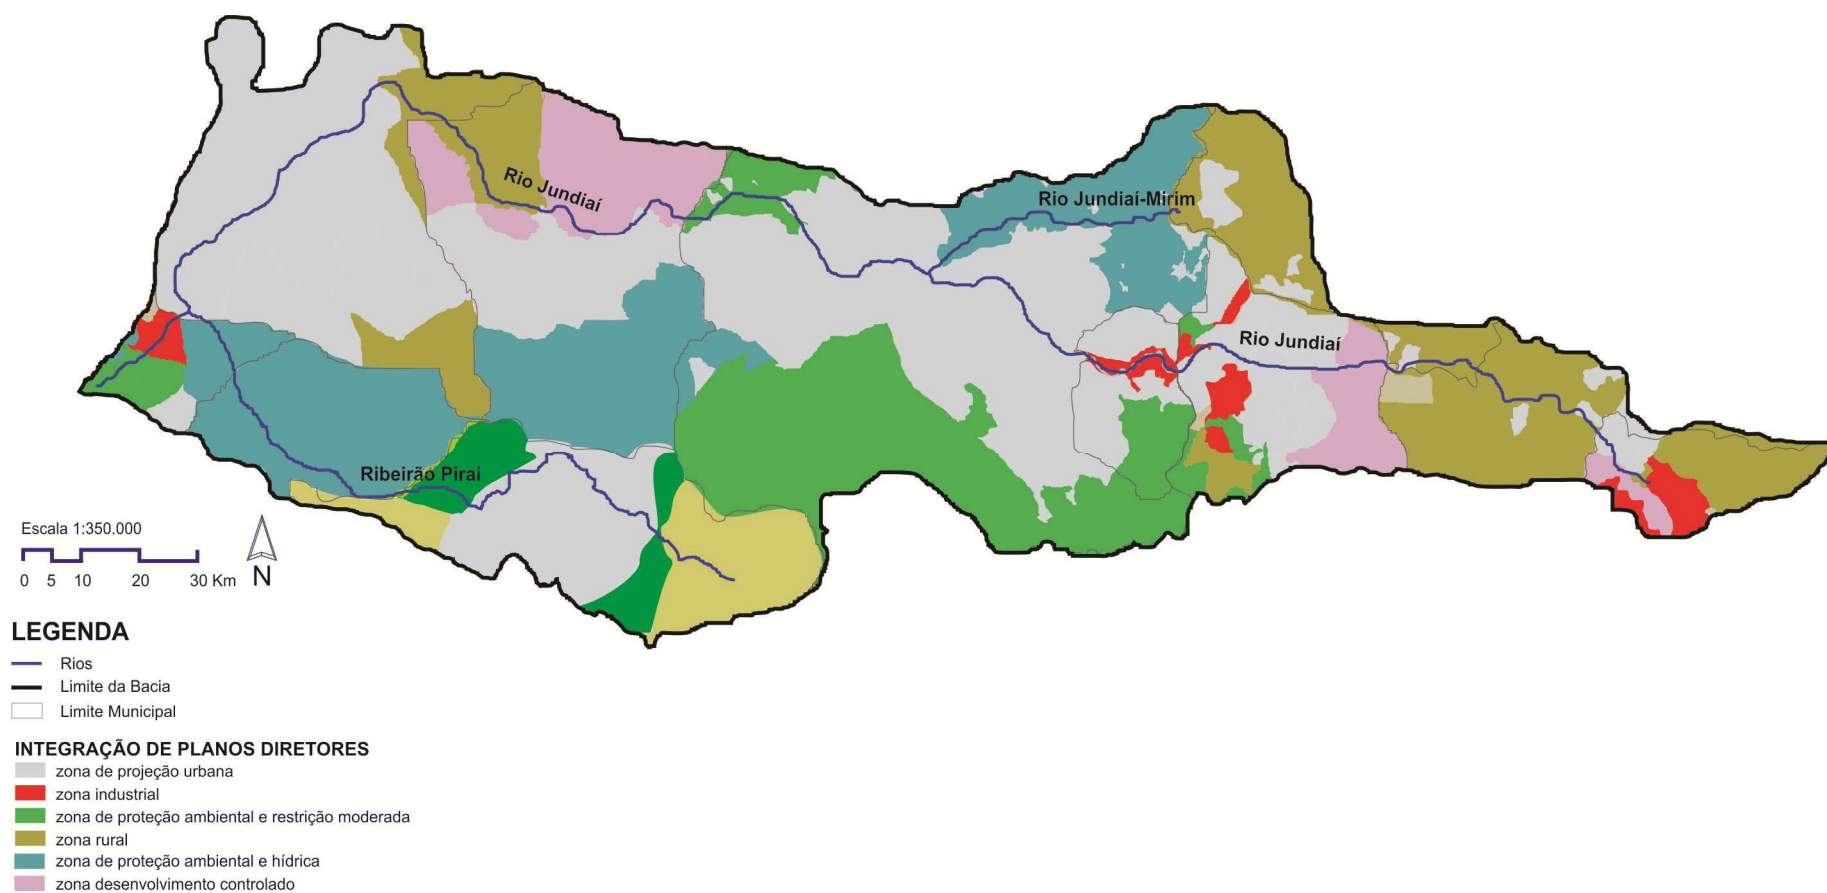 Rio Jundiaí
Rio Jundiaí-Mirim
Rio Jundiaí
Ribeirão Piraí
Escala 1:350.000
0 5 10 20 30 Km
N
LEGENDA
Rios
Limite da Bacia
Limite Municipal
INTEGRAÇÃO DE PLANOS DIRETORES
zona de projeção urbana
zona industrial
zona de proteção ambiental e restrição moderada
zona rural
zona de proteção ambiental e hídrica
zona desenvolvimento controlado